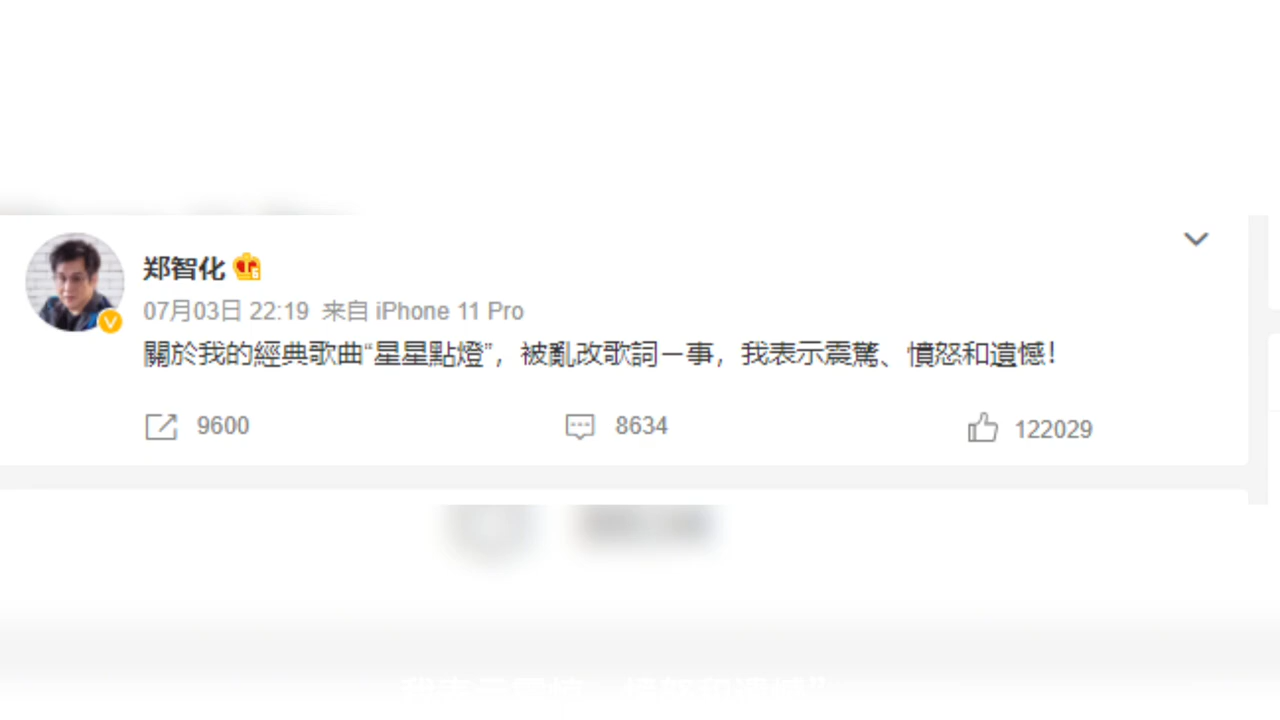 郑智化
07月03日 22:19 来自 iPhone 11 Pro
關於我的經典歌曲“星星點燈”，被亂改歌詞一事，我表示震驚、憤怒和遺憾！
9600 8634 122029